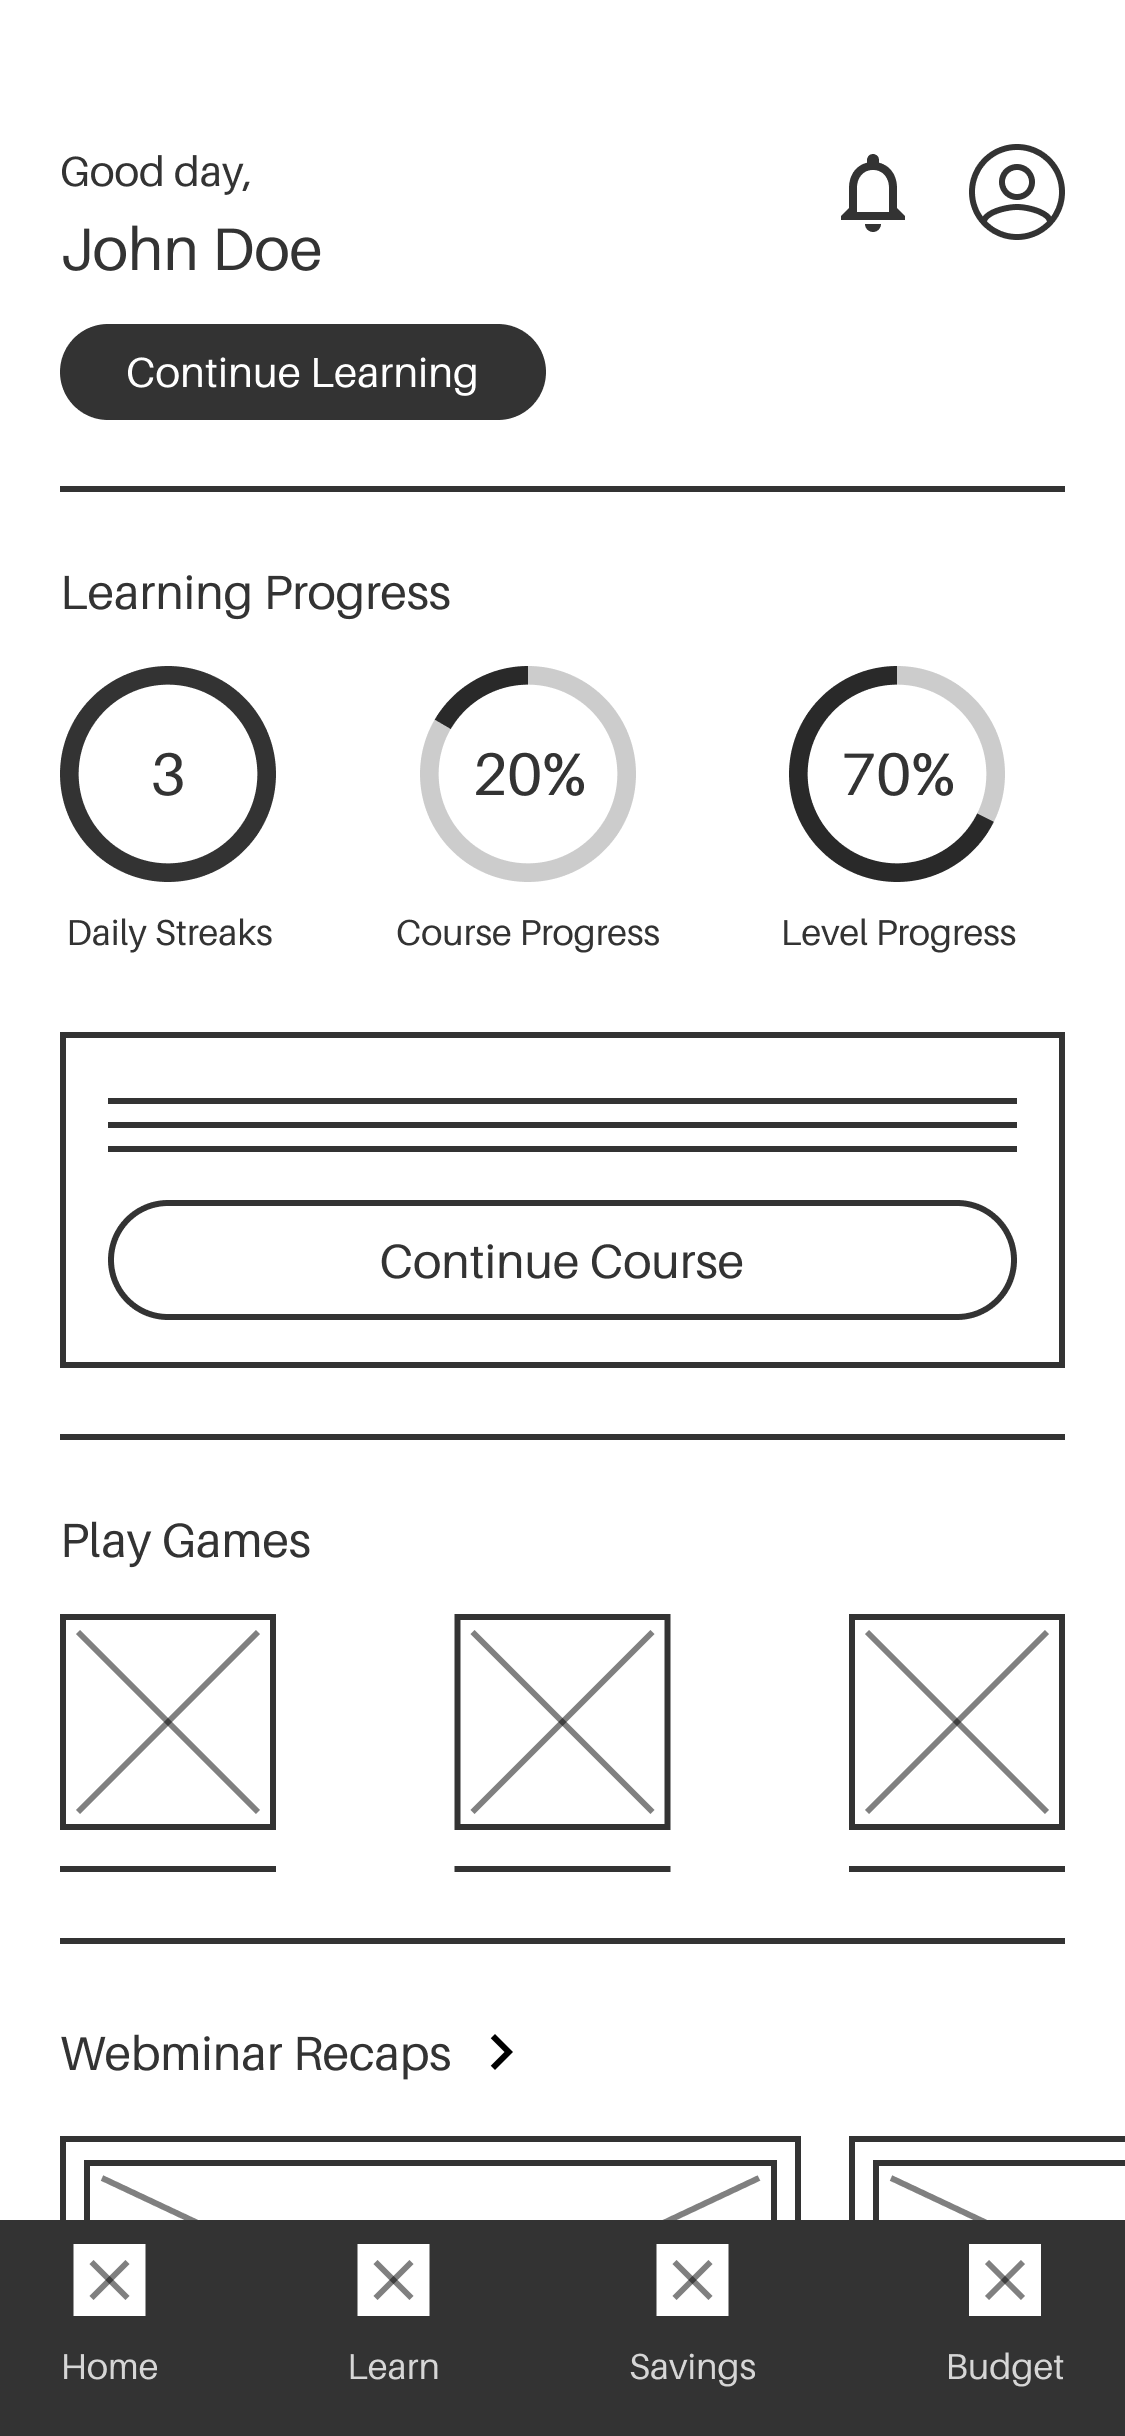 Good day,
John Doe
Continue Learning
Learning Progress
3
20%
70%
Daily Streaks
Course Progress
Level Progress
Continue Course
Play Games
Webminar Recaps
Home
Learn
Savings
Budget